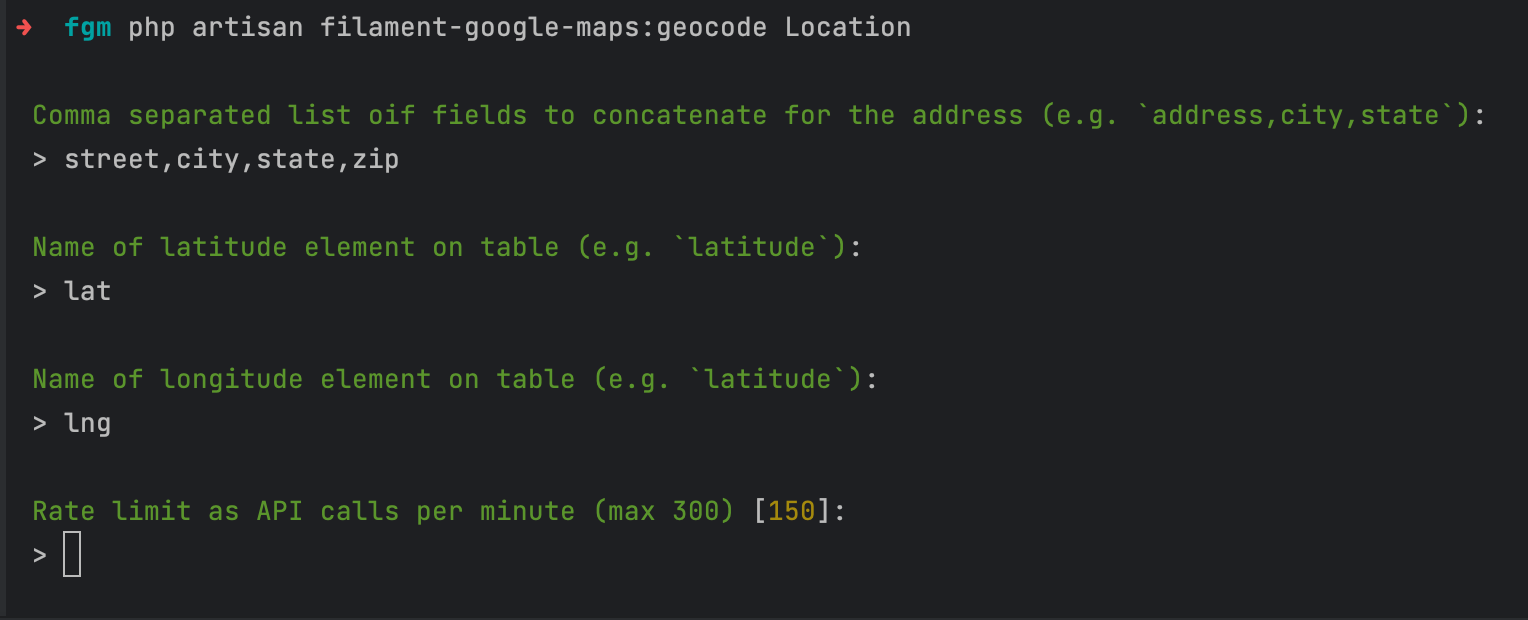 ➜ fgm php artisan filament-google-maps:geocode Location
Comma separated list oif fields to concatenate for the address (e.g. `address,city,state`):
> street,city,state,zip
Name of latitude element on table (e.g. `latitude`):
> lat
Name of longitude element on table (e.g. `latitude`):
> lng
Rate limit as API calls per minute (max 300) [150]:
>